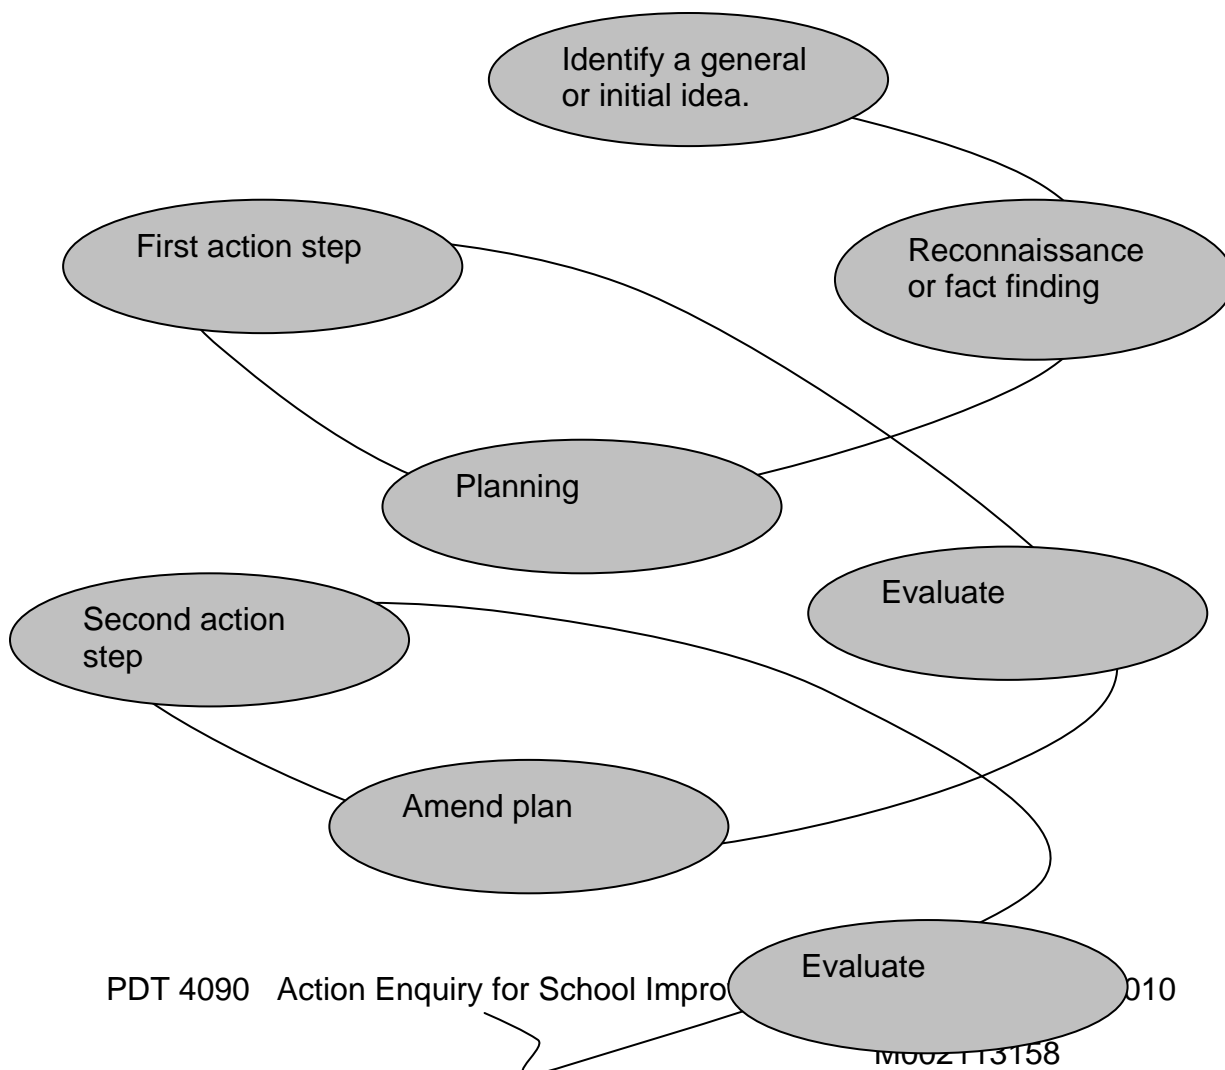 Identify a general
or initial idea.
First action step
Reconnaissance
or fact finding
Planning
Evaluate
Second action
step
Amend plan
Evaluate
PDT 4090 Action Enquiry for School Impro
010
M002113158